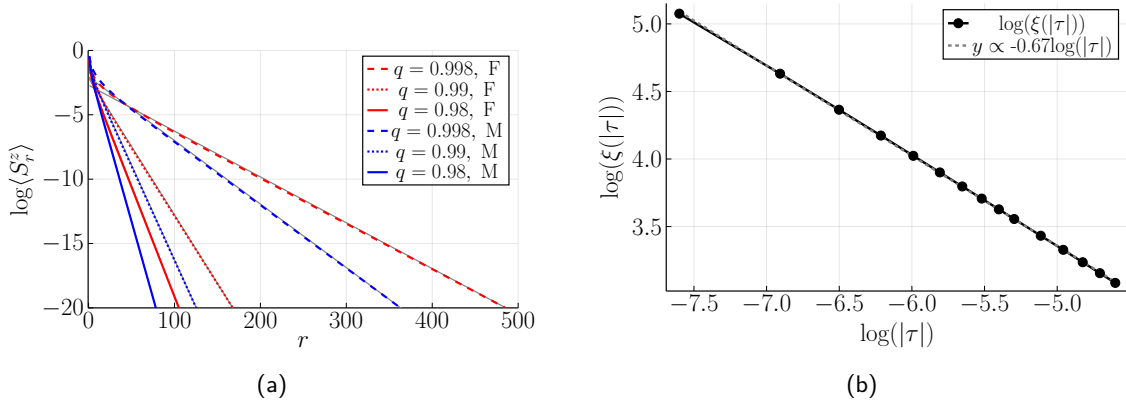 0
−5
−10
−15
−20
log⟨S_r^z⟩
0 100 200 300 400 500
r
q = 0.998, F
q = 0.99, F
q = 0.98, F
q = 0.998, M
q = 0.99, M
q = 0.98, M
(a)
5.0
4.5
4.0
3.5
log(ξ(|τ|))
−7.5 −7.0 −6.5 −6.0 −5.5 −5.0
log(|τ|)
log(ξ(|τ|))
y ∝ -0.67log(|τ|)
(b)